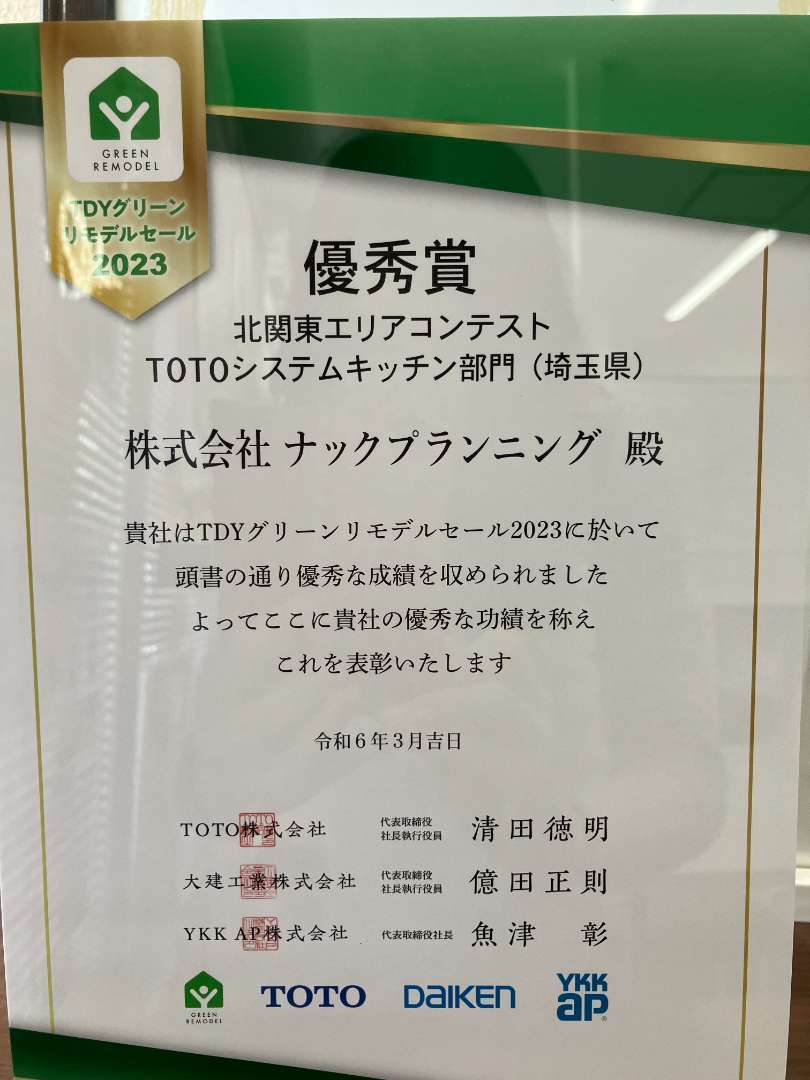 GREEN
REMODEL
TDYグリーン
リモデルセール
2023
優秀賞
北関東エリアコンテスト
TOTOシステムキッチン部門（埼玉県）
株式会社 ナックプランニング 殿
貴社はTDYグリーンリモデルセール2023に於いて
頭書の通り優秀な成績を収められました
よってここに貴社の優秀な功績を称え
これを表彰いたします
令和６年３月吉日
TOTO株式会社 代表取締役 社長執行役員 清田徳明
大建工業株式会社 代表取締役 社長執行役員 億田正則
YKK AP株式会社 代表取締役社長 魚津 彰
GREEN
REMODEL
TOTO DAIKEN YKK ap